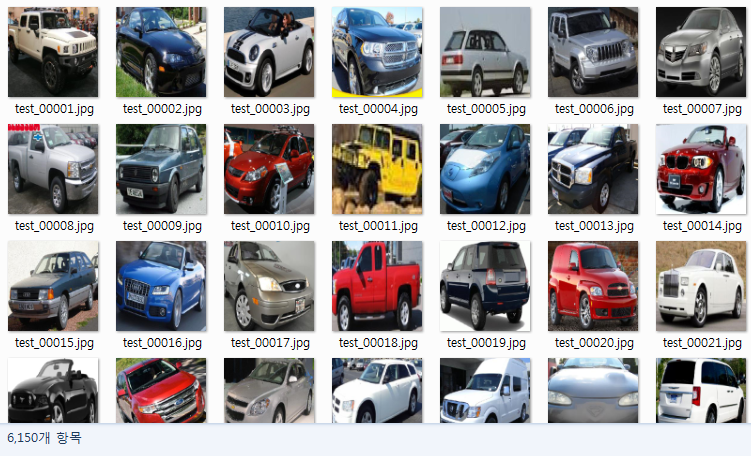 test_00001.jpg
test_00002.jpg
test_00003.jpg
test_00004.jpg
test_00005.jpg
test_00006.jpg
test_00007.jpg
test_00008.jpg
test_00009.jpg
test_00010.jpg
test_00011.jpg
test_00012.jpg
test_00013.jpg
test_00014.jpg
test_00015.jpg
test_00016.jpg
test_00017.jpg
test_00018.jpg
test_00019.jpg
test_00020.jpg
test_00021.jpg
6,150개 항목